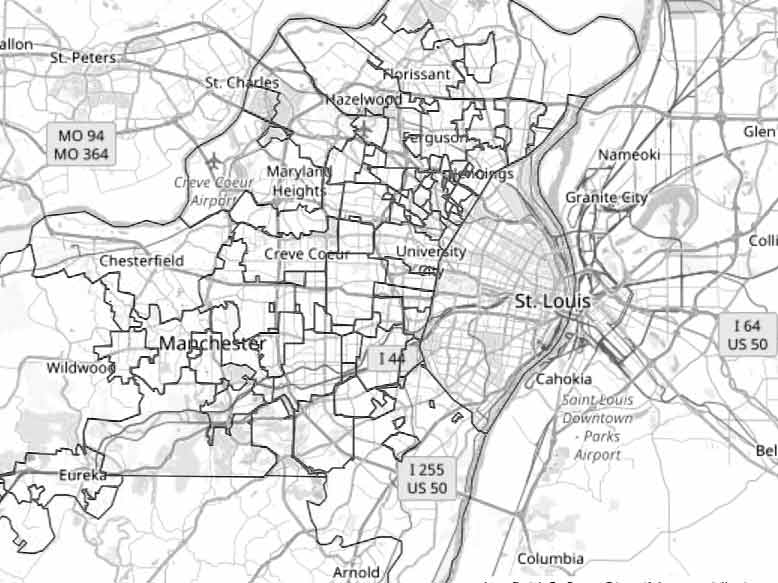 allon
St. Peters
St. Charles
Florissant
Hazelwood
MO 94
MO 364
Ferguson
Glen
Nameoki
Maryland
Heights
Jennings
Creve Coeur
Airport
Granite City
Colli
Chesterfield
Creve Coeur
University
City
St. Louis
I 64
US 50
Manchester
I 44
Wildwood
Cahokia
Saint Louis
Downtown
- Parks
Airport
Bel
I 255
US 50
Eureka
Columbia
Arnold